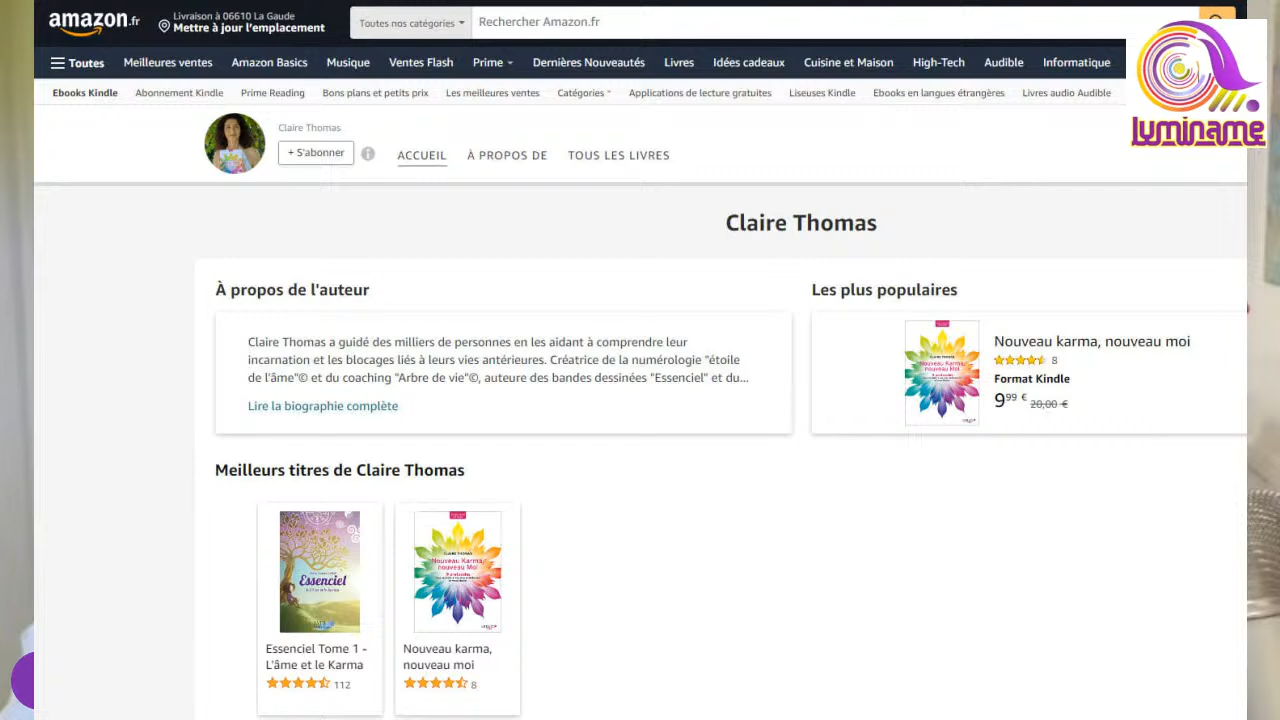 amazon.fr
Livraison à 06610 La Gaude
Mettre à jour l'emplacement
Toutes nos catégories
Rechercher Amazon.fr
Toutes
Meilleures ventes
Amazon Basics
Musique
Ventes Flash
Prime
Dernières Nouveautés
Livres
Idées cadeaux
Cuisine et Maison
High-Tech
Audible
Informatique
luminame
Ebooks Kindle
Abonnement Kindle
Prime Reading
Bons plans et petits prix
Les meilleures ventes
Catégories
Applications de lecture gratuites
Liseuses Kindle
Ebooks en langues étrangères
Livres audio Audible
Claire Thomas
+ S'abonner
ACCUEIL
À PROPOS DE
TOUS LES LIVRES
Claire Thomas
À propos de l'auteur
Claire Thomas a guidé des milliers de personnes en les aidant à comprendre leur
incarnation et les blocages liés à leurs vies antérieures. Créatrice de la numérologie "étoile
de l'âme"© et du coaching "Arbre de vie"©, auteure des bandes dessinées "Essenciel" et du...
Lire la biographie complète
Les plus populaires
CLAIRE THOMAS
Nouveau Karma,
nouveau Moi
Nouveau karma, nouveau moi
8
Format Kindle
9,99 €
20,00 €
Meilleurs titres de Claire Thomas
Essenciel
Essenciel Tome 1 -
L'âme et le Karma
112
CLAIRE THOMAS
Nouveau Karma,
nouveau Moi
Nouveau karma,
nouveau moi
8